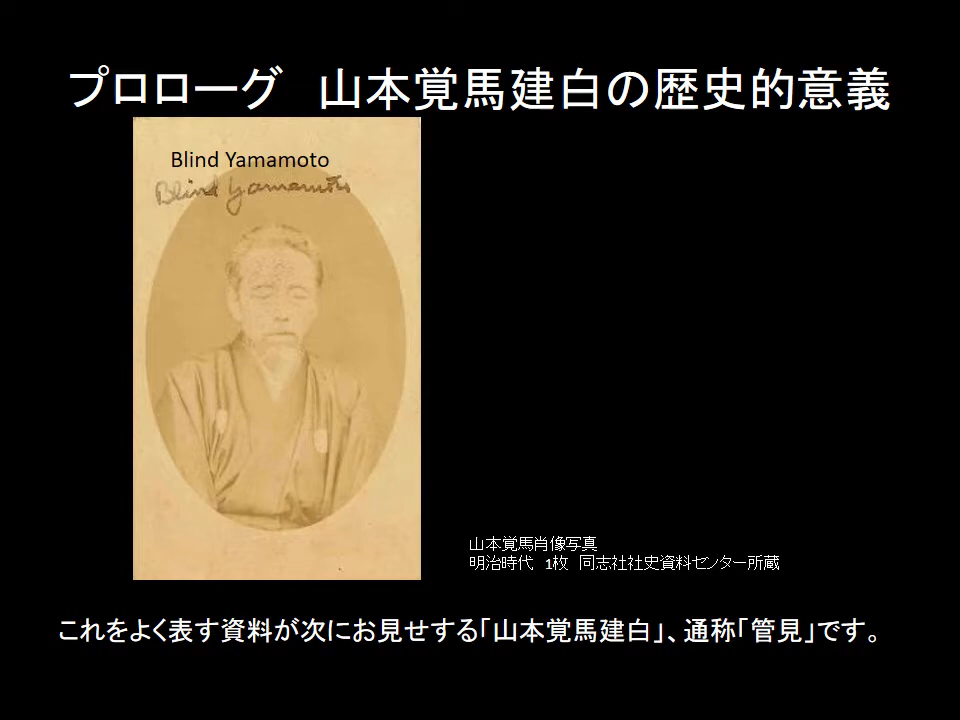 プロローグ　山本覚馬建白の歴史的意義
Blind Yamamoto
Blind Yamamoto
山本覚馬肖像写真
明治時代　1枚　同志社社史資料センター所蔵
これをよく表す資料が次にお見せする「山本覚馬建白」、通称「管見」です。